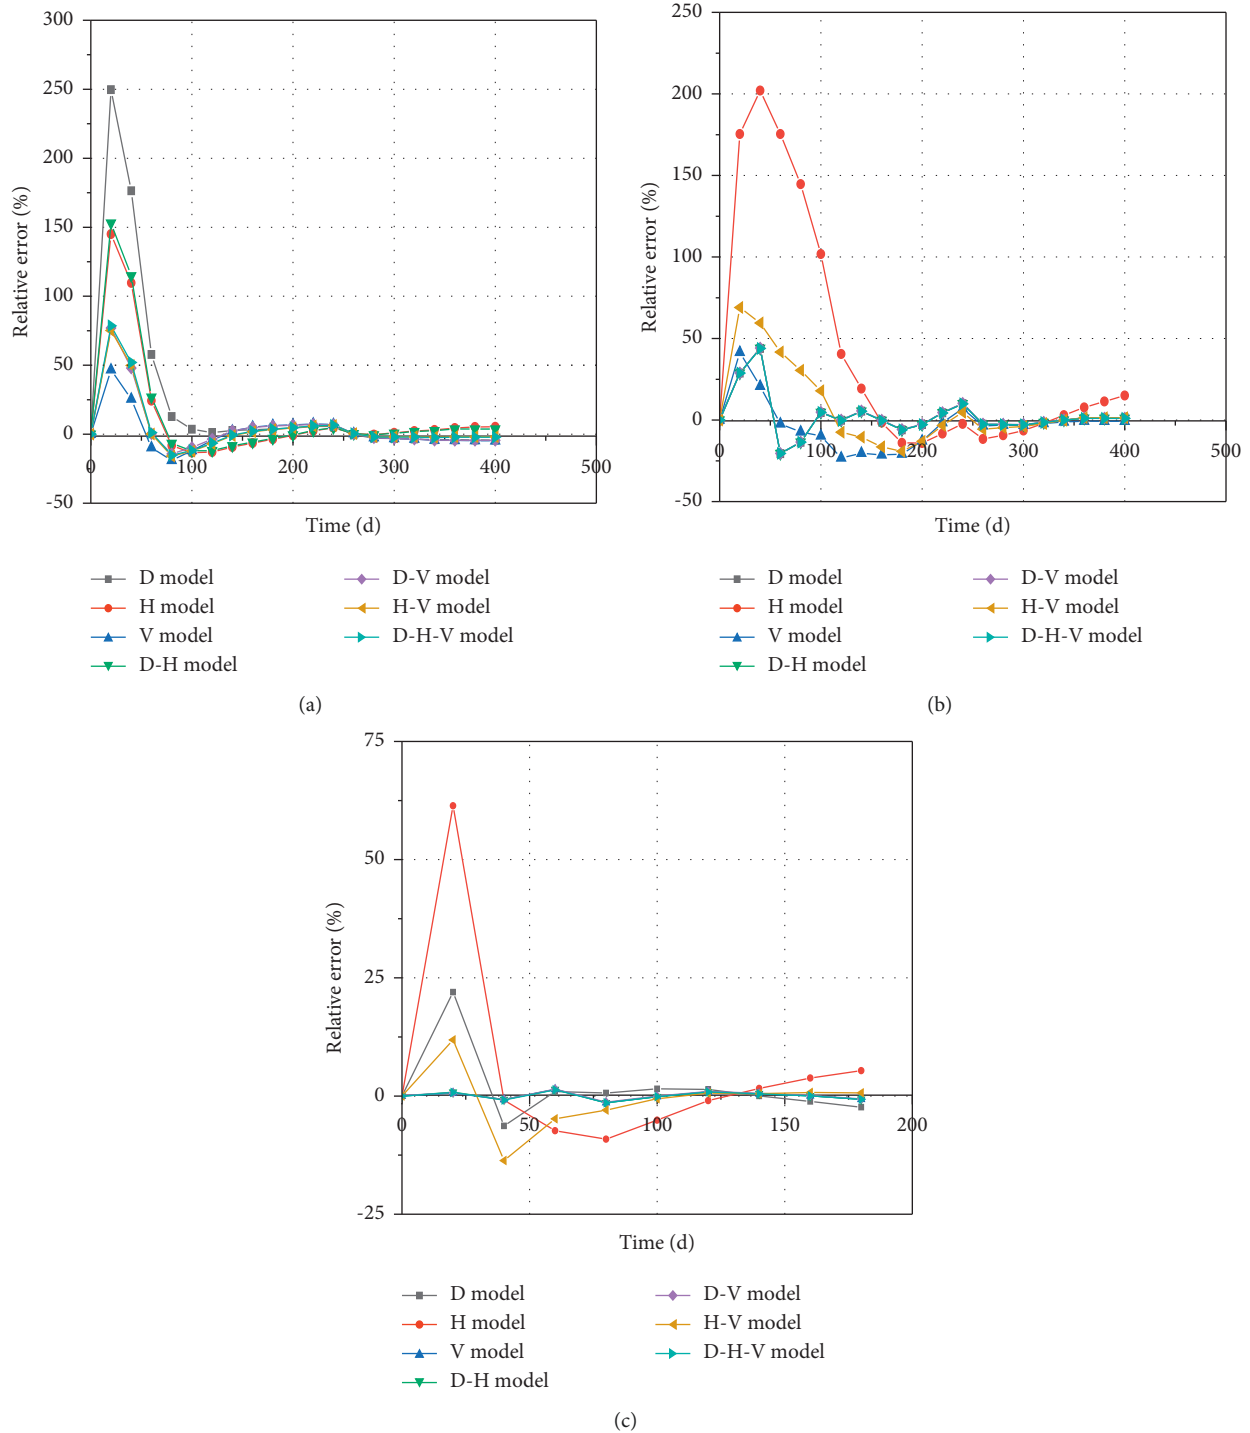 300
250
200
150
100
50
0
-50
Relative error (%)
0 100 200 300 400 500
Time (d)
D model
H model
V model
D-H model
D-V model
H-V model
D-H-V model
(a)
250
200
150
100
50
0
-50
Relative error (%)
0 100 200 300 400 500
Time (d)
D model
H model
V model
D-H model
D-V model
H-V model
D-H-V model
(b)
75
50
25
0
-25
Relative error (%)
0 50 100 150 200
Time (d)
D model
H model
V model
D-H model
D-V model
H-V model
D-H-V model
(c)